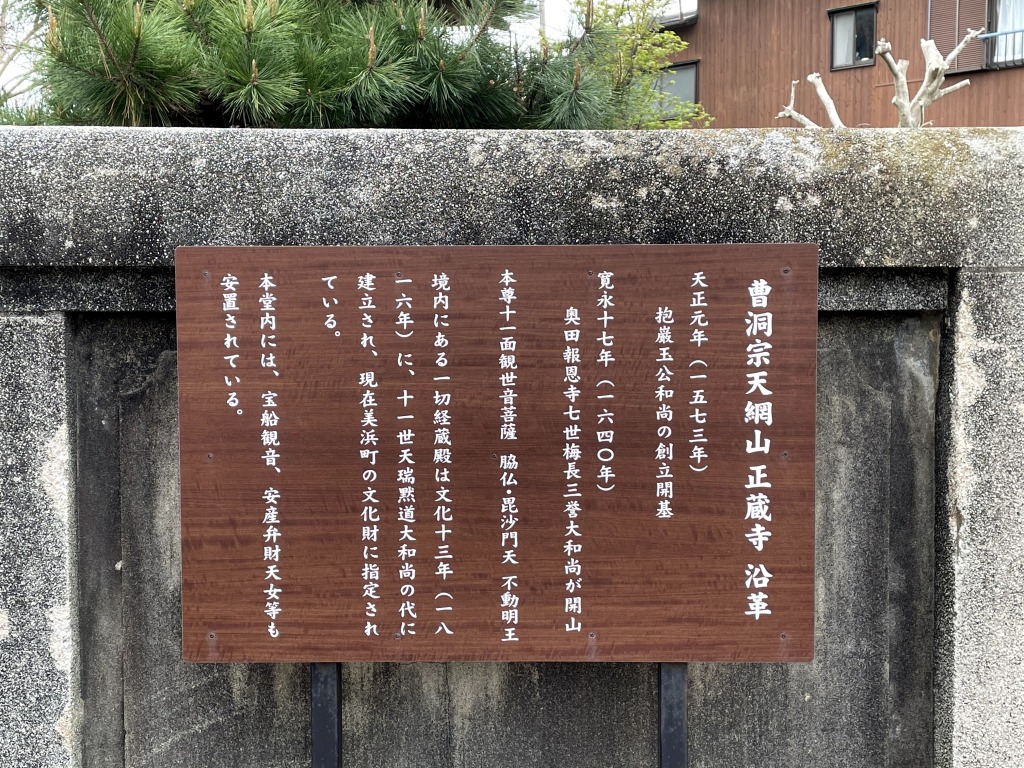 曹洞宗天網山 正蔵寺 沿革
天正元年(一五七三年)
抱巌玉公和尚の創立開基
寛永十七年(一六四〇年)
奥田報恩寺七世梅長三誉大和尚が開山
本尊十一面観世音菩薩 脇仏・毘沙門天 不動明王
境内にある一切経蔵殿は文化十三年(一八
一六年)に、十一世天瑞黙道大和尚の代に
建立され、現在美浜町の文化財に指定され
ている。
本堂内には、宝船観音、安産弁財天女等も
安置されている。